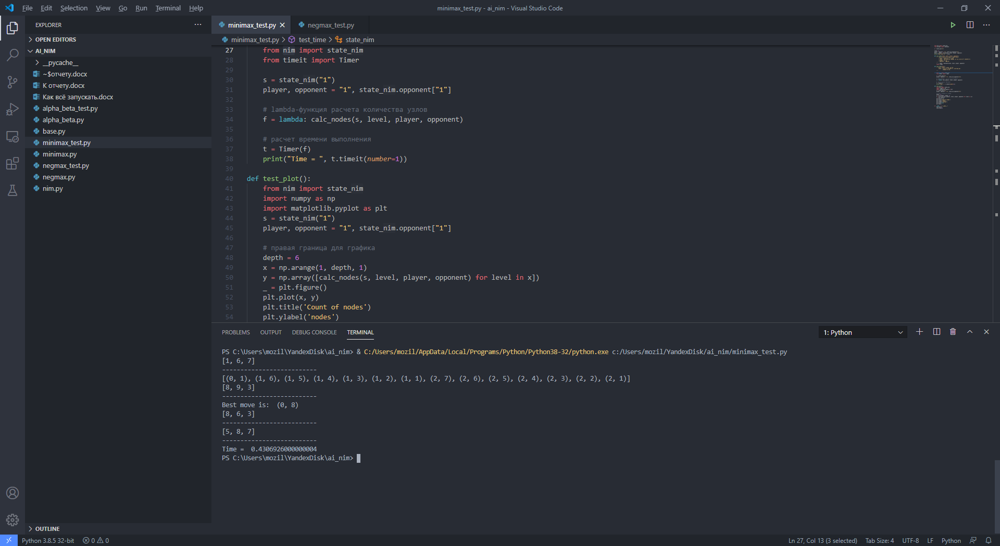 File Edit Selection View Go Run Terminal Help
minimax_test.py - ai_nim - Visual Studio Code
EXPLORER
OPEN EDITORS
AI_NIM
__pycache__
~$отчету.docx
К отчету.docx
Как всё запускать.docx
alpha_beta_test.py
alpha_beta.py
base.py
minimax_test.py
minimax.py
negmax_test.py
negmax.py
nim.py
OUTLINE
minimax_test.py negmax_test.py
minimax_test.py > test_time > state_nim
27 from nim import state_nim
28 from timeit import Timer
29
30 s = state_nim("1")
31 player, opponent = "1", state_nim.opponent["1"]
32
33 # lambda-функция расчета количества узлов
34 f = lambda: calc_nodes(s, level, player, opponent)
35
36 # расчет времени выполнения
37 t = Timer(f)
38 print("Time = ", t.timeit(number=1))
39
40 def test_plot():
41 from nim import state_nim
42 import numpy as np
43 import matplotlib.pyplot as plt
44 s = state_nim("1")
45 player, opponent = "1", state_nim.opponent["1"]
46
47 # правая граница для графика
48 depth = 6
49 x = np.arange(1, depth, 1)
50 y = np.array([calc_nodes(s, level, player, opponent) for level in x])
51 _ = plt.figure()
52 plt.plot(x, y)
53 plt.title('Count of nodes')
54 plt.ylabel('nodes')
PROBLEMS OUTPUT DEBUG CONSOLE TERMINAL
1: Python
PS C:\Users\mozil\YandexDisk\ai_nim> & C:/Users/mozil/AppData/Local/Programs/Python/Python38-32/python.exe c:/Users/mozil/YandexDisk/ai_nim/minimax_test.py
[1, 6, 7]
--------------------------
[(0, 1), (1, 6), (1, 5), (1, 4), (1, 3), (1, 2), (1, 1), (2, 7), (2, 6), (2, 5), (2, 4), (2, 3), (2, 2), (2, 1)]
[8, 9, 3]
--------------------------
Best move is:  (0, 8)
[8, 6, 3]
--------------------------
[5, 8, 7]
--------------------------
Time =  0.4306926000000004
PS C:\Users\mozil\YandexDisk\ai_nim>
Python 3.8.5 32-bit 0 0
Ln 27, Col 13 (3 selected) Tab Size: 4 UTF-8 LF Python